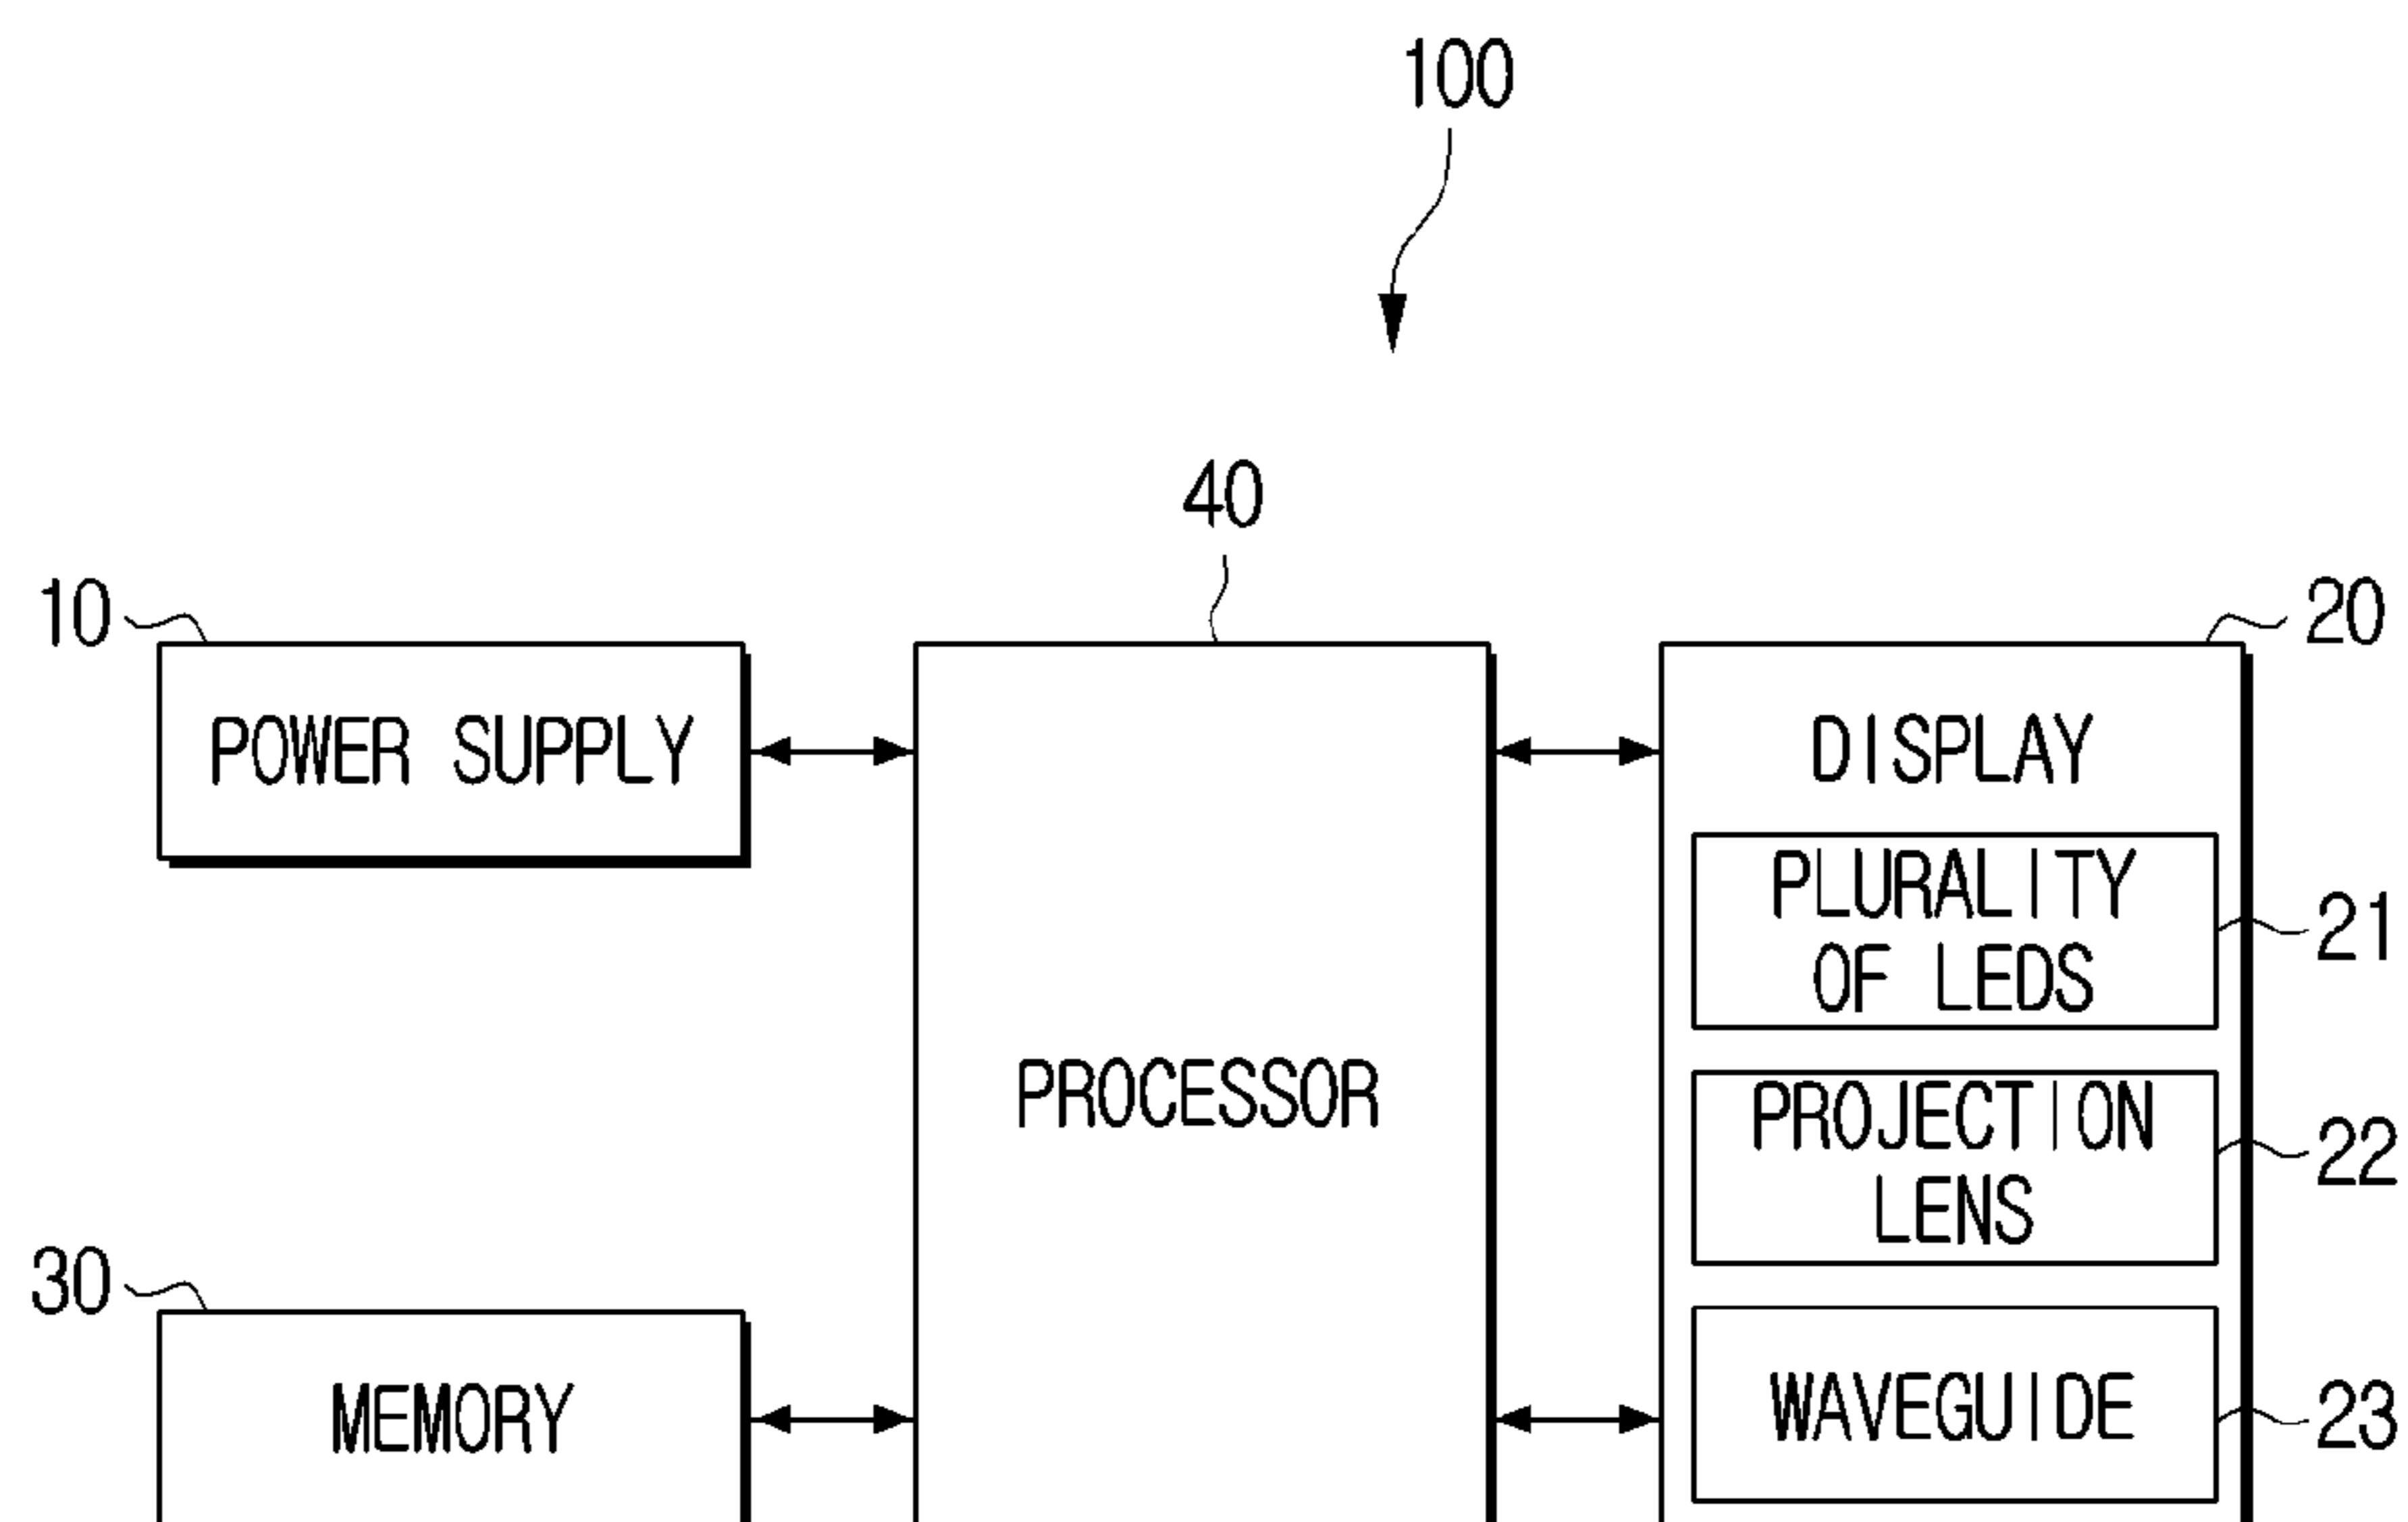 100
40
10
20
POWER SUPPLY
DISPLAY
PLURALITY
OF LEDS
21
PROCESSOR
PROJECTION
LENS
22
30
MEMORY
WAVEGUIDE
23